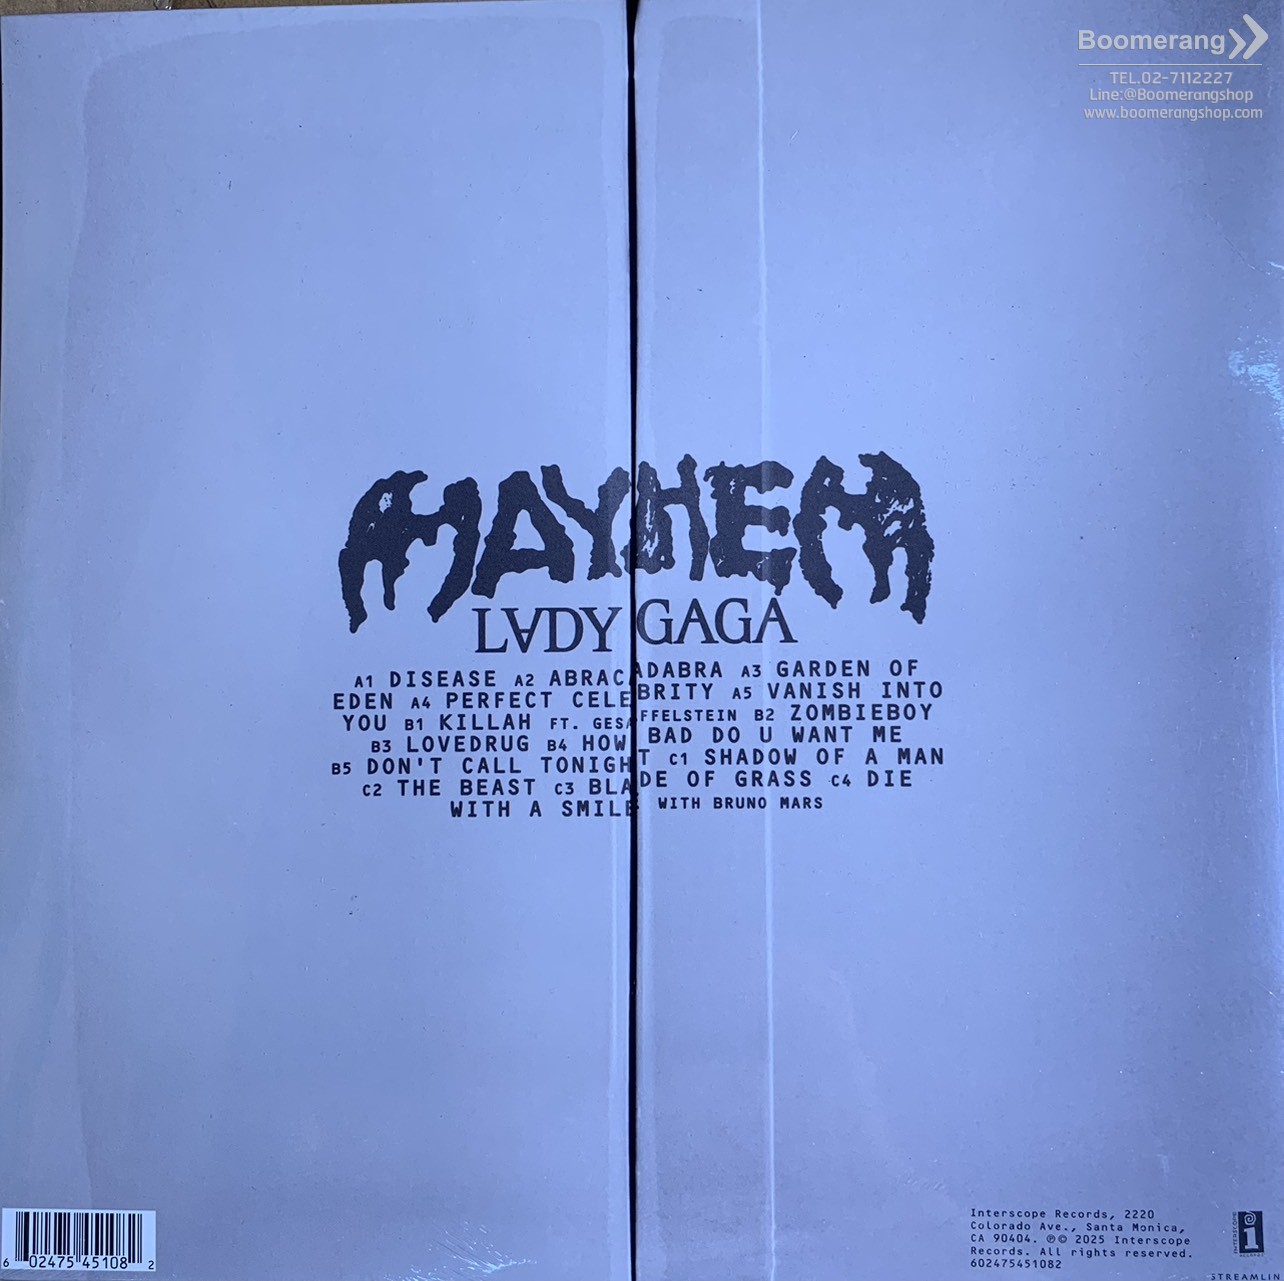 Boomerang
TEL.02-7112227
Line:@Boomerangshop
www.boomerangshop.com
MAYHEM
LADY GAGA
A1 DISEASE A2 ABRACADABRA A3 GARDEN OF
EDEN A4 PERFECT CELEBRITY A5 VANISH INTO
YOU B1 KILLAH FT. GESAFFELSTEIN B2 ZOMBIEBOY
B3 LOVEDRUG B4 HOW BAD DO U WANT ME
B5 DON'T CALL TONIGHT C1 SHADOW OF A MAN
C2 THE BEAST C3 BLADE OF GRASS C4 DIE
WITH A SMILE WITH BRUNO MARS
Interscope Records, 2220
Colorado Ave., Santa Monica,
CA 90404. ℗© 2025 Interscope
Records. All rights reserved.
602475451082
INTERSCOPE
STREAMLIN
6 02475 45108 2